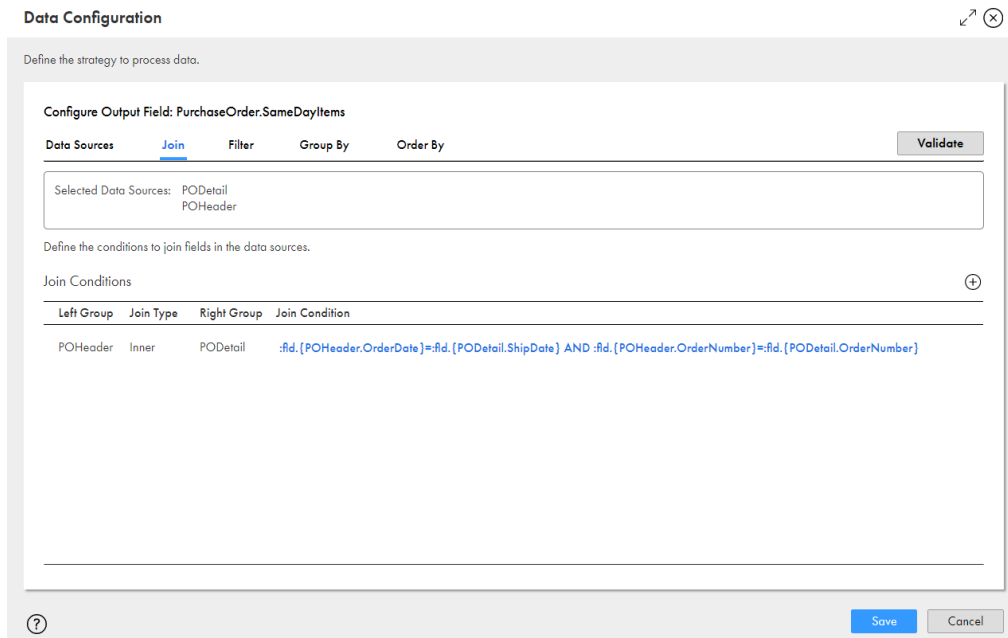 Data Configuration
Define the strategy to process data.
Configure Output Field: PurchaseOrder.SameDayItems
Data Sources Join Filter Group By Order By Validate
Selected Data Sources: PODetail
POHeader
Define the conditions to join fields in the data sources.
Join Conditions
Left Group Join Type Right Group Join Condition
POHeader Inner PODetail :fld.{POHeader.OrderDate}=:fld.{PODetail.ShipDate} AND :fld.{POHeader.OrderNumber}=:fld.{PODetail.OrderNumber}
? Save Cancel